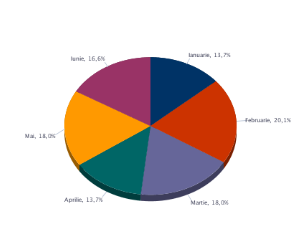 Ianuarie, 13,7%
Februarie, 20,1%
Martie, 18,0%
Aprilie, 13,7%
Mai, 18,0%
Iunie, 16,6%